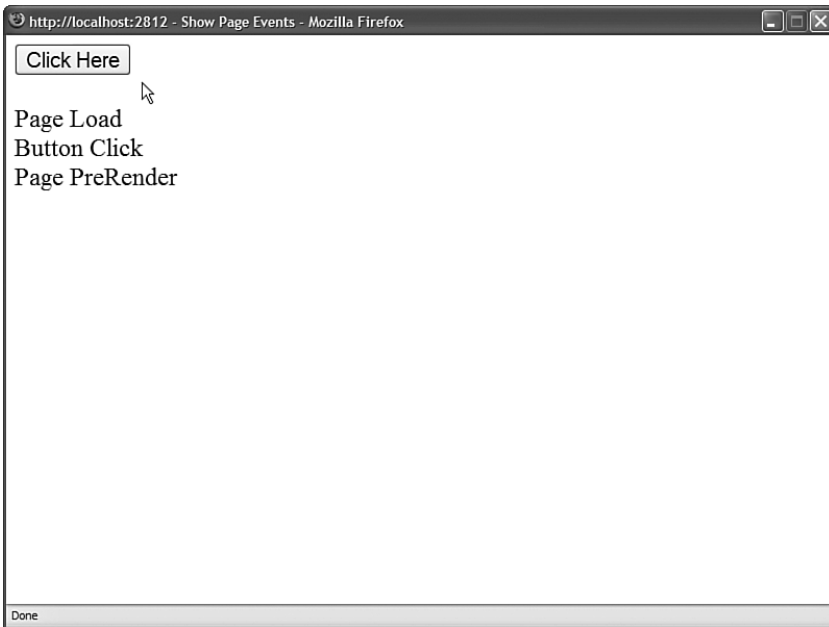 http://localhost:2812 - Show Page Events - Mozilla Firefox
Click Here
Page Load
Button Click
Page PreRender
Done